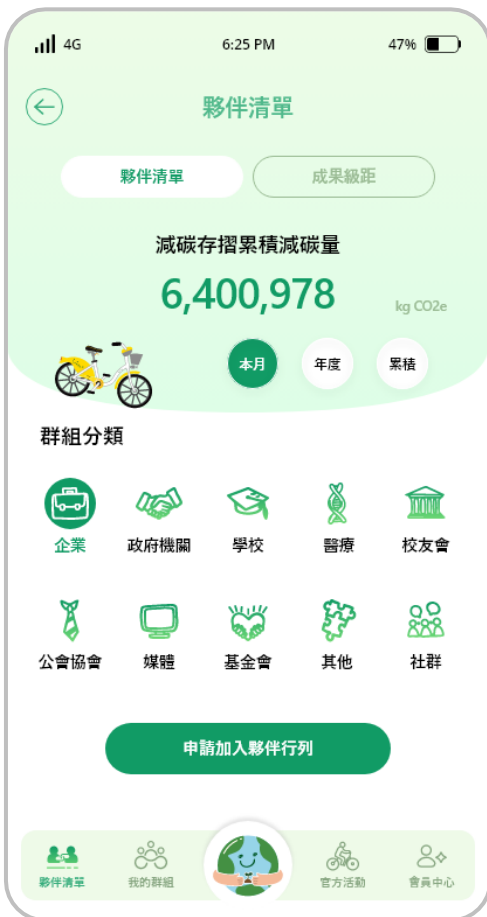 4G 6:25 PM 47%
夥伴清單
夥伴清單 成果級距
減碳存摺累積減碳量
6,400,978 kg CO2e
本月 年度 累積
群組分類
企業 政府機關 學校 醫療 校友會
公會協會 媒體 基金會 其他 社群
申請加入夥伴行列
夥伴清單 我的群組 官方活動 會員中心